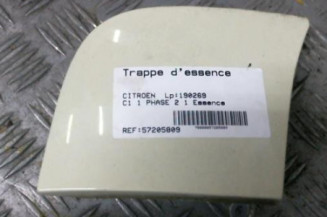 Trappe d'essence
CITROEN Lp:190269
C1 1 PHASE 2 1 Essence
REF:57205809